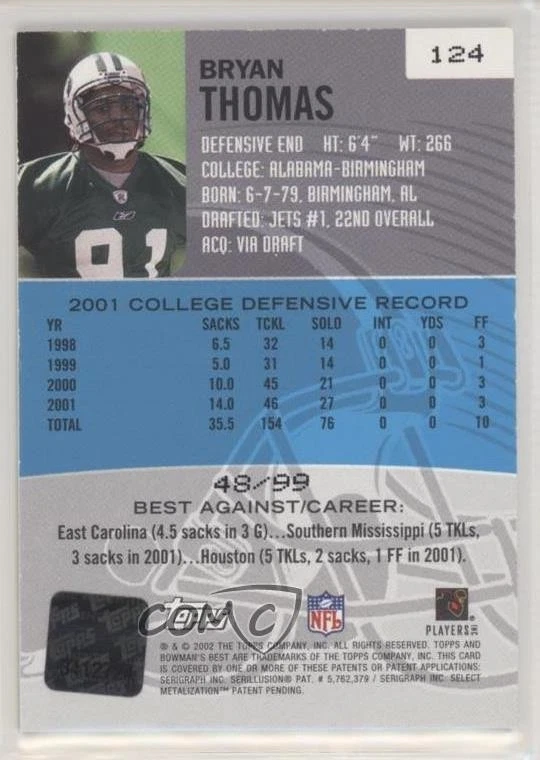 124
BRYAN
THOMAS
DEFENSIVE END HT: 6'4" WT: 266
COLLEGE: ALABAMA-BIRMINGHAM
BORN: 6-7-79, BIRMINGHAM, AL
DRAFTED: JETS #1, 22ND OVERALL
ACQ: VIA DRAFT
91
2001 COLLEGE DEFENSIVE RECORD
YR SACKS TCKL SOLO INT YDS FF
1998 6.5 32 14 0 0 3
1999 5.0 31 14 0 0 1
2000 10.0 45 21 0 0 3
2001 14.0 46 27 0 0 3
TOTAL 35.5 154 76 0 0 10
48/99
BEST AGAINST/CAREER:
East Carolina (4.5 sacks in 3 G)...Southern Mississippi (5 TKLs,
3 sacks in 2001)...Houston (5 TKLs, 2 sacks, 1 FF in 2001).
Topps
COMC
NFL
PLAYERS INC
® & © 2002 THE TOPPS COMPANY, INC. ALL RIGHTS RESERVED. TOPPS AND
BOWMAN'S BEST ARE TRADEMARKS OF THE TOPPS COMPANY, INC. THIS CARD
IS COVERED BY ONE OR MORE OF THESE PATENTS OR PATENT APPLICATIONS:
SERIGRAPH INC. SERILLUSION® PAT. # 5,762,379 / SERIGRAPH INC. SELECT
METALIZATION™ PATENT PENDING.